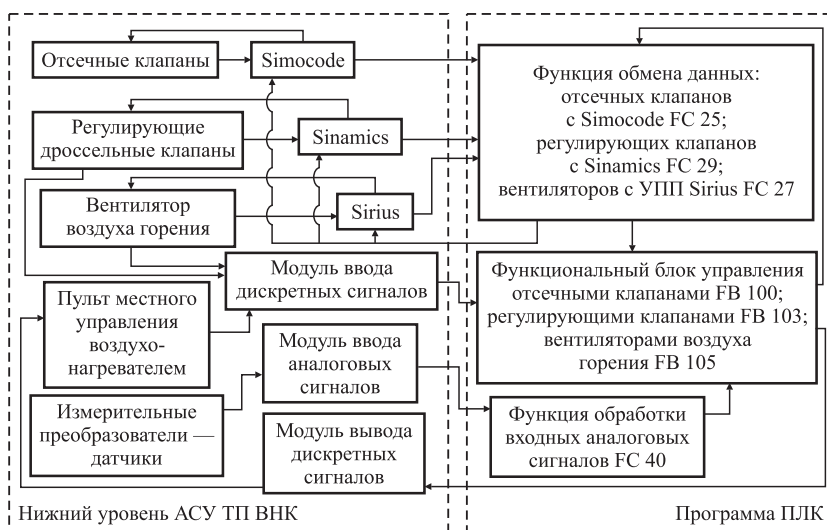 Отсечные клапаны
Simocode
Регулирующие
дроссельные клапаны
Sinamics
Вентилятор
воздуха горения
Sirius
Модуль ввода
дискретных сигналов
Пульт местного
управления
воздухо-
нагревателем
Модуль ввода
аналоговых
сигналов
Измерительные
преобразователи —
датчики
Модуль вывода
дискретных
сигналов
Нижний уровень АСУ ТП ВНК
Функция обмена данных:
отсечных клапанов
с Simocode FC 25;
регулирующих клапанов
с Sinamics FC 29;
вентиляторов с УПП Sirius FC 27
Функциональный блок управления
отсечными клапанами FB 100;
регулирующими клапанами FB 103;
вентиляторами воздуха
горения FB 105
Функция обработки
входных аналоговых
сигналов FC 40
Программа ПЛК